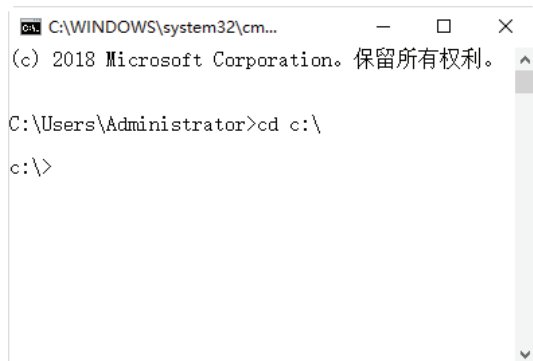 C:\WINDOWS\system32\cm...
(c) 2018 Microsoft Corporation。保留所有权利。
C:\Users\Administrator>cd c:\
c:\>